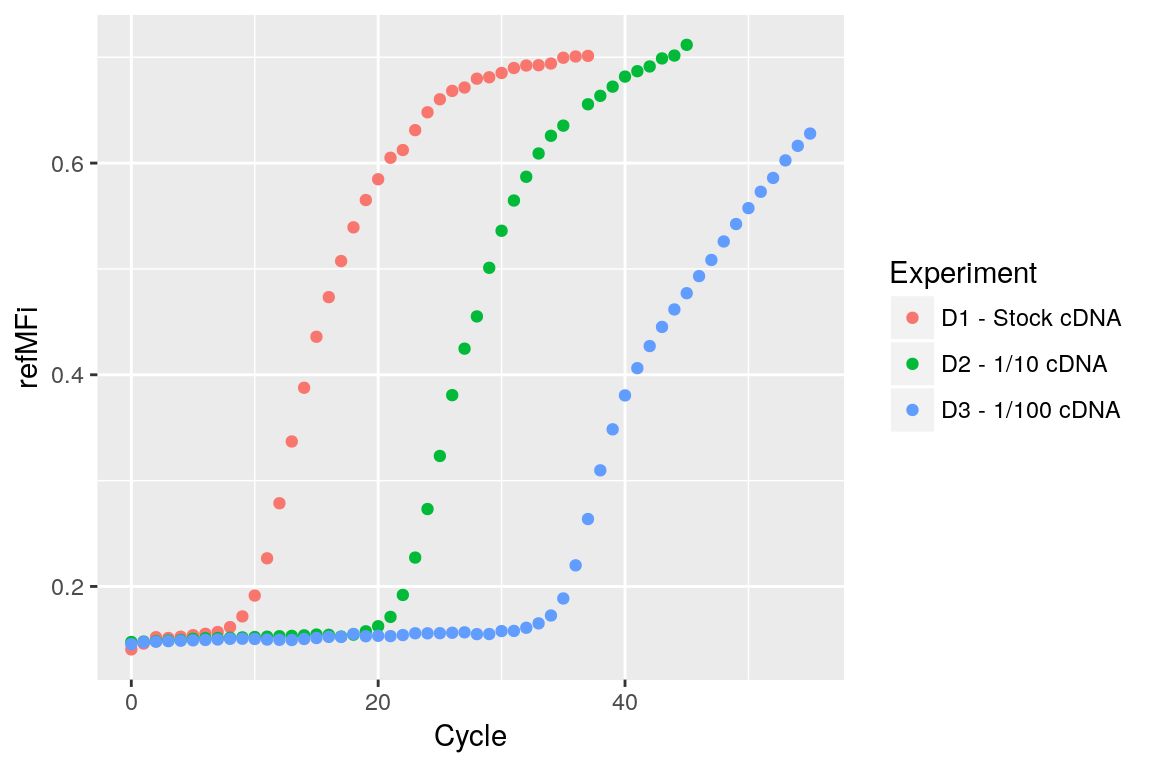 0.6
0.4
0.2
refMFi
0
20
40
Cycle
Experiment
D1 - Stock cDNA
D2 - 1/10 cDNA
D3 - 1/100 cDNA